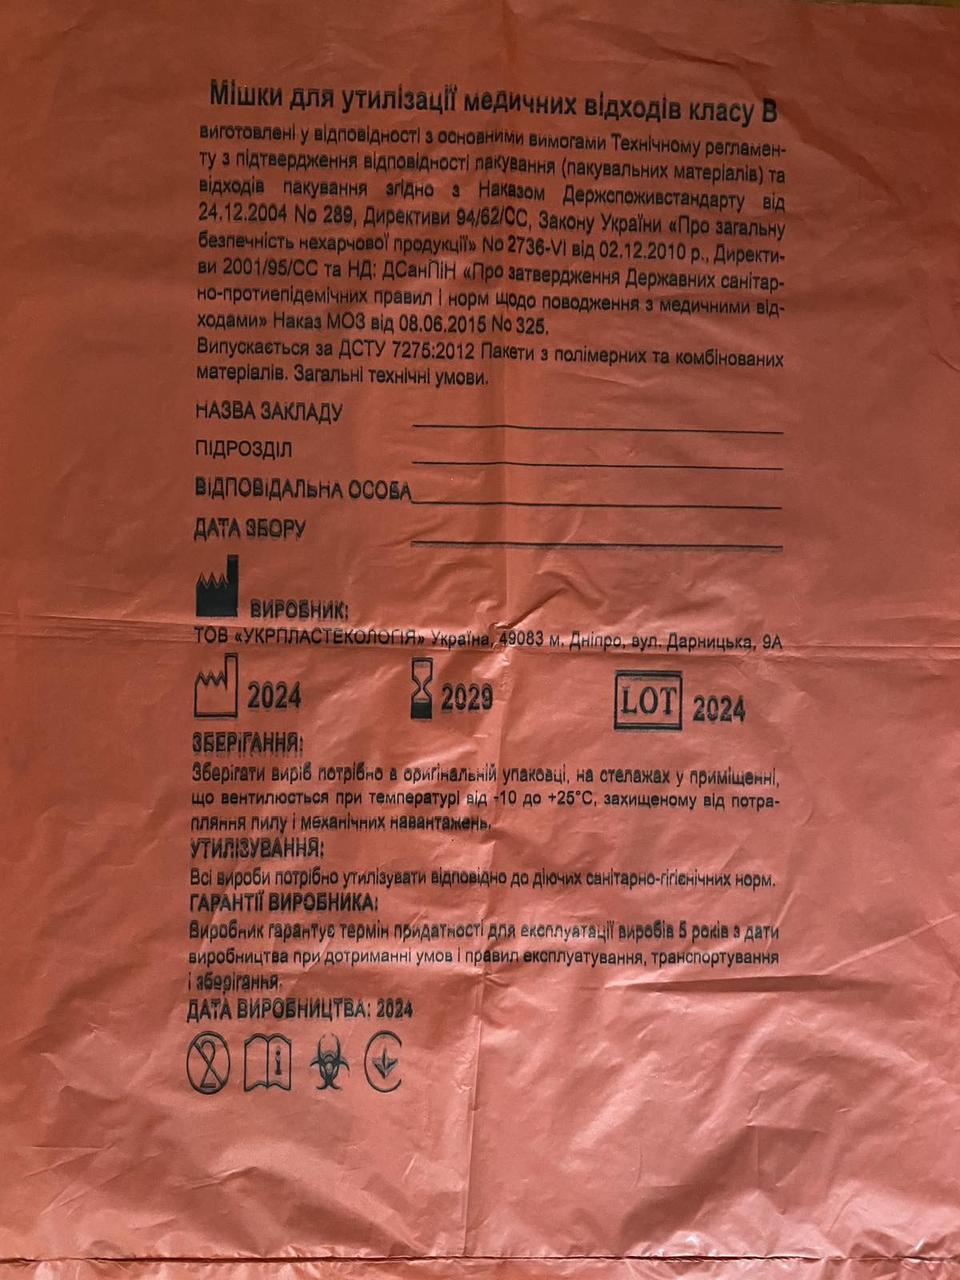 Мішки для утилізації медичних відходів класу В
виготовлені у відповідності з основними вимогами Технічному регламен-
ту з підтвердження відповідності пакування (пакувальних матеріалів) та
відходів пакування згідно з Наказом Держспоживстандарту від
24.12.2004 No 289, Директиви 94/62/CC, Закону України «Про загальну
безпечність нехарчової продукції» No 2736-VI від 02.12.2010 р., Директи-
ви 2001/95/CC та НД: ДСанПіН «Про затвердження Державних санітар-
но-протиепідемічних правил і норм щодо поводження з медичними від-
ходами» Наказ МОЗ від 08.06.2015 No 325.
Випускається за ДСТУ 7275:2012 Пакети з полімерних та комбінованих
матеріалів. Загальні технічні умови.
НАЗВА ЗАКЛАДУ
ПІДРОЗДІЛ
ВІДПОВІДАЛЬНА ОСОБА
ДАТА ЗБОРУ
ВИРОБНИК:
ТОВ «УКРПЛАСТЕКОЛОГІЯ» Україна, 49083 м. Дніпро, вул. Дарницька, 9А
2024 2029 LOT 2024
ЗБЕРІГАННЯ:
Зберігати виріб потрібно в оригінальній упаковці, на стелажах у приміщенні,
що вентилюється при температурі від -10 до +25°С, захищеному від потра-
пляння пилу і механічних навантажень.
УТИЛІЗУВАННЯ:
Всі вироби потрібно утилізувати відповідно до діючих санітарно-гігієнічних норм.
ГАРАНТІЇ ВИРОБНИКА:
Виробник гарантує термін придатності для експлуатації виробів 5 років з дати
виробництва при дотриманні умов і правил експлуатування, транспортування
і зберігання.
ДАТА ВИРОБНИЦТВА: 2024
2 i